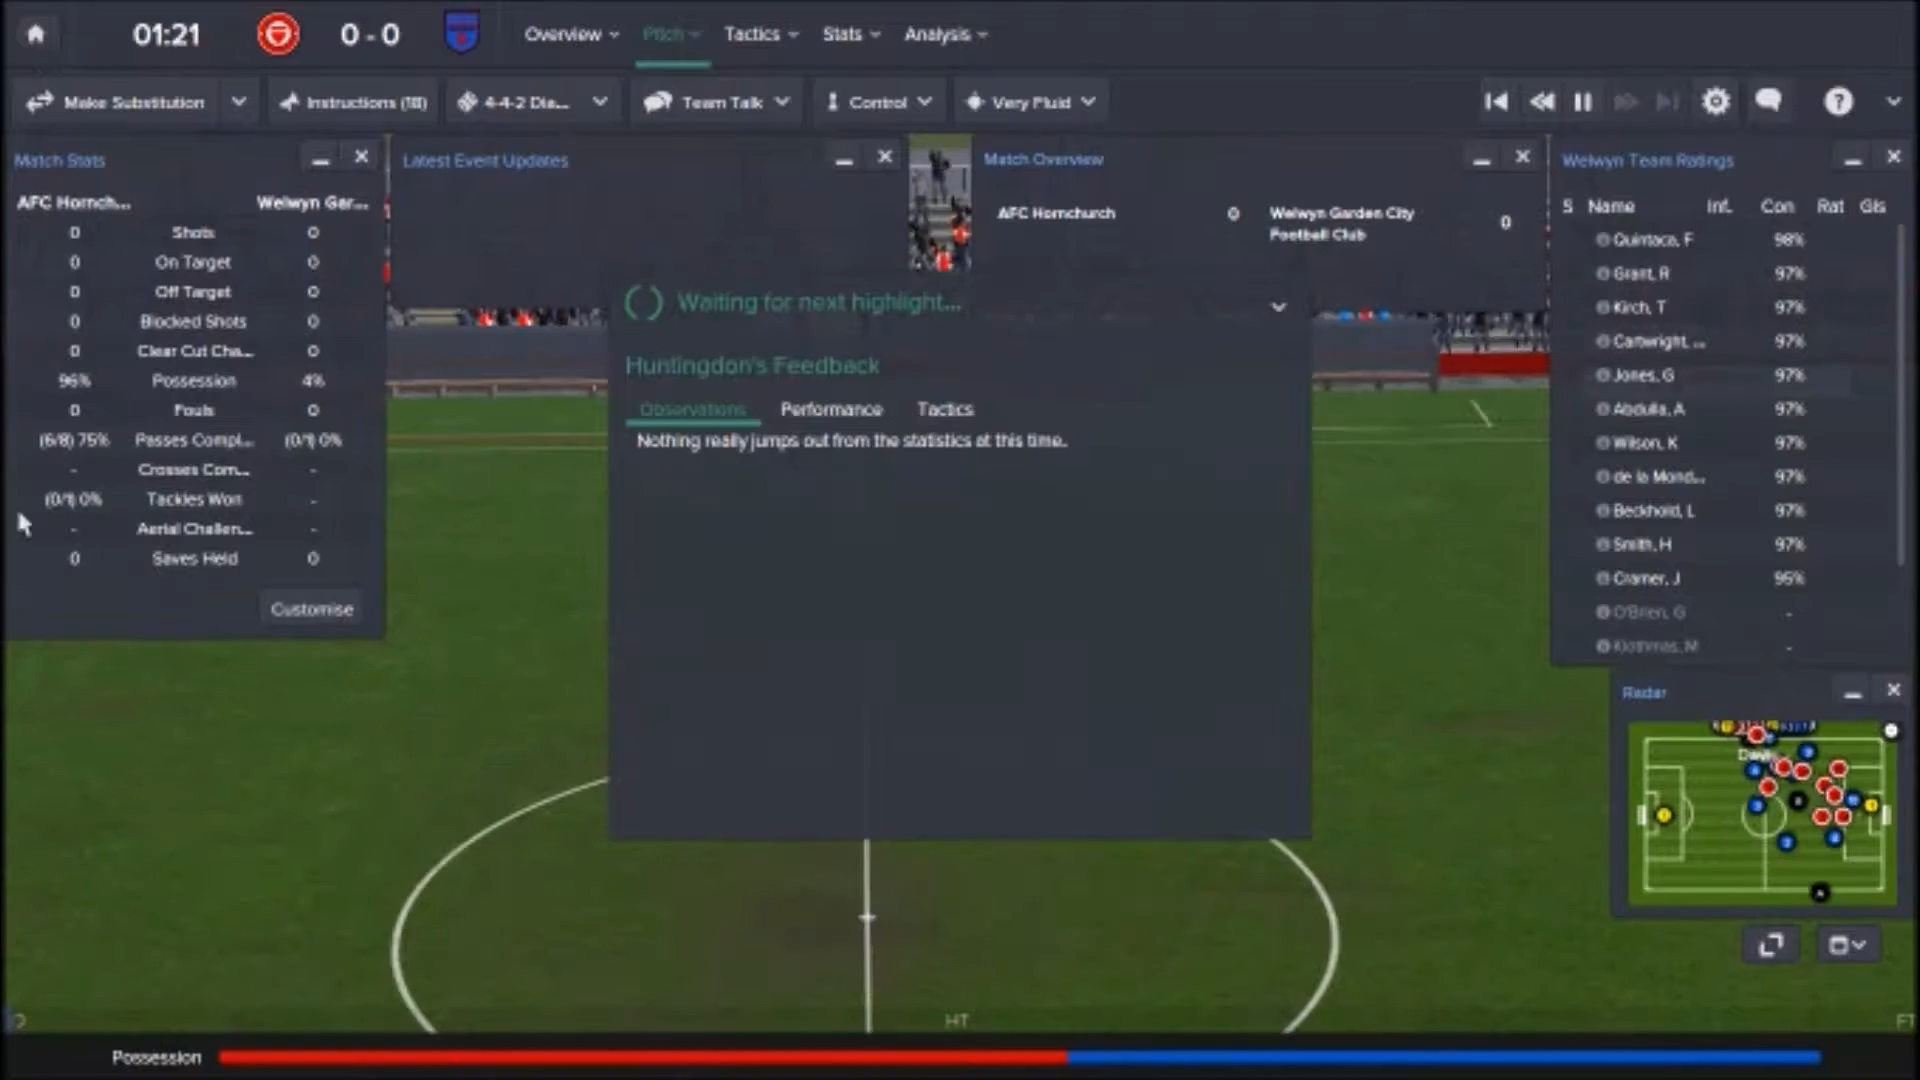 01:21 0 - 0 Overview Pitch Tactics Stats Analysis
Make Substitution Instructions (18) 4-4-2 Dia... Team Talk Control Very Fluid ?
Match Stats
AFC Hornch... Welwyn Gar...
0 Shots 0
0 On Target 0
0 Off Target 0
0 Blocked Shots 0
0 Clear Cut Cha... 0
96% Possession 4%
0 Fouls 0
(6/8) 75% Passes Compl... (0/1) 0%
- Crosses Com... -
(0/1) 0% Tackles Won -
- Aerial Challen... -
0 Saves Held 0
Customise
Latest Event Updates
Match Overview
AFC Hornchurch 0 Welwyn Garden City Football Club 0
Waiting for next highlight...
Huntingdon's Feedback
Observations Performance Tactics
Nothing really jumps out from the statistics at this time.
Welwyn Team Ratings
S Name Inf. Con Rat Gls
Quintaca, F 98%
Grant, R 97%
Kirch, T 97%
Cartwright, ... 97%
Jones, G 97%
Abdulla, A 97%
Wilson, K 97%
de la Mond... 97%
Beckhold, L 97%
Smith, H 97%
Cramer, J 95%
O'Brien, G -
Klothmas, M -
Radar
HT
FT
Possession